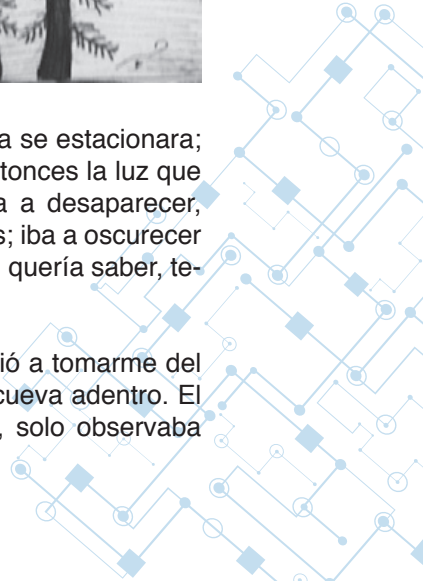 a se estacionara;
tonces la luz que
a a desaparecer,
s; iba a oscurecer
quería saber, te-
ió a tomarme del
cueva adentro. El
, solo observaba